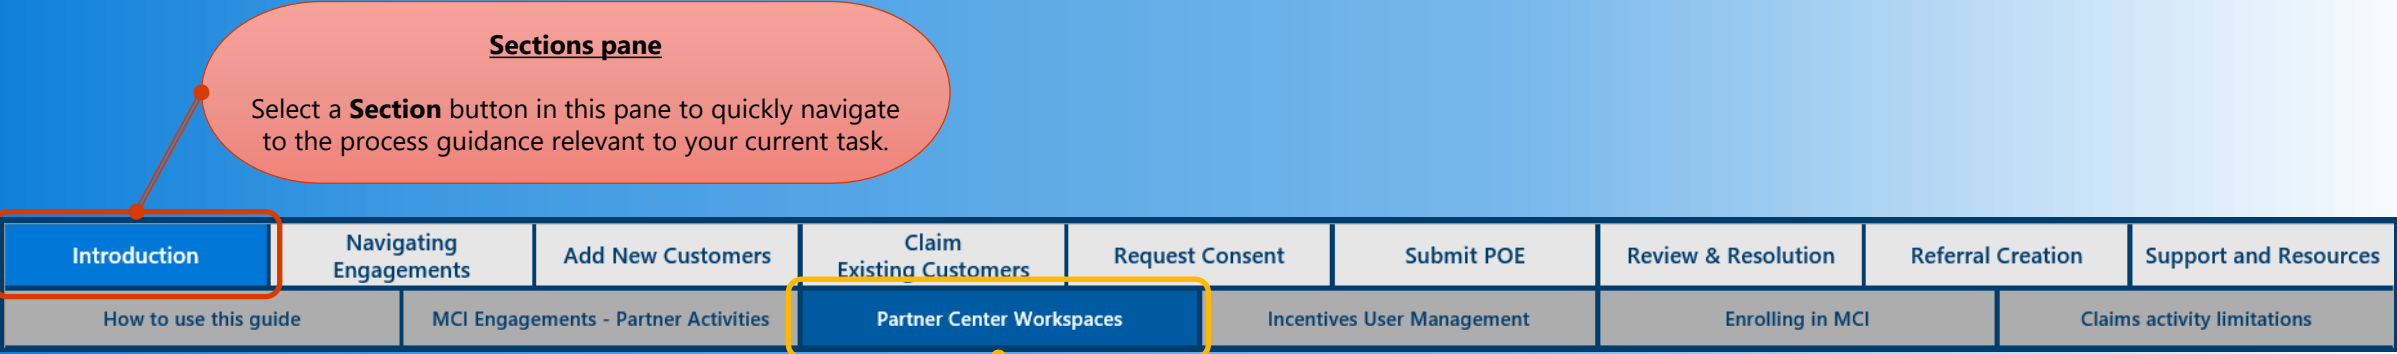 Sections pane
Select a Section button in this pane to quickly navigate
to the process guidance relevant to your current task.
Introduction
Navigating
Engagements
Add New Customers
Claim
Existing Customers
Request Consent
Submit POE
Review & Resolution
Referral Creation
Support and Resources
How to use this guide
MCI Engagements - Partner Activities
Partner Center Workspaces
Incentives User Management
Enrolling in MCI
Claims activity limitations